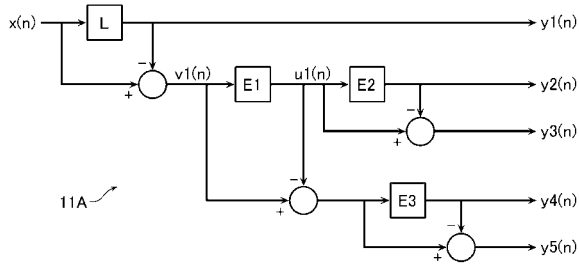 x(n) L y1(n)
−
+ v1(n) E1 u1(n) E2 y2(n)
−
+ y3(n)
−
+ E3 y4(n)
11A
−
+ y5(n)